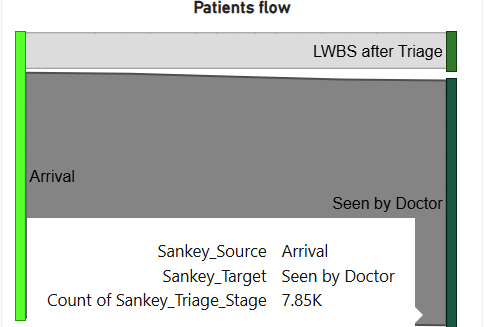 Patients flow
LWBS after Triage
Arrival
Seen by Doctor
Sankey_Source Arrival
Sankey_Target Seen by Doctor
Count of Sankey_Triage_Stage 7.85K